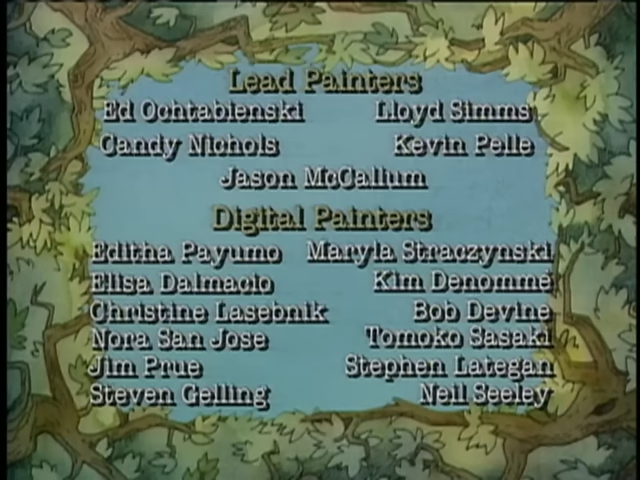 Lead Painters
Ed Ochtabienski Lloyd Simms
Candy Nichols Kevin Pelle
Jason McCallum
Digital Painters
Editha Payumo Maryla Straczynski
Elisa Dalmacio Kim Denomme
Christine Lasebnik Bob Devine
Nora San Jose Tomoko Sasaki
Jim Prue Stephen Lategan
Steven Gelling Neil Seeley